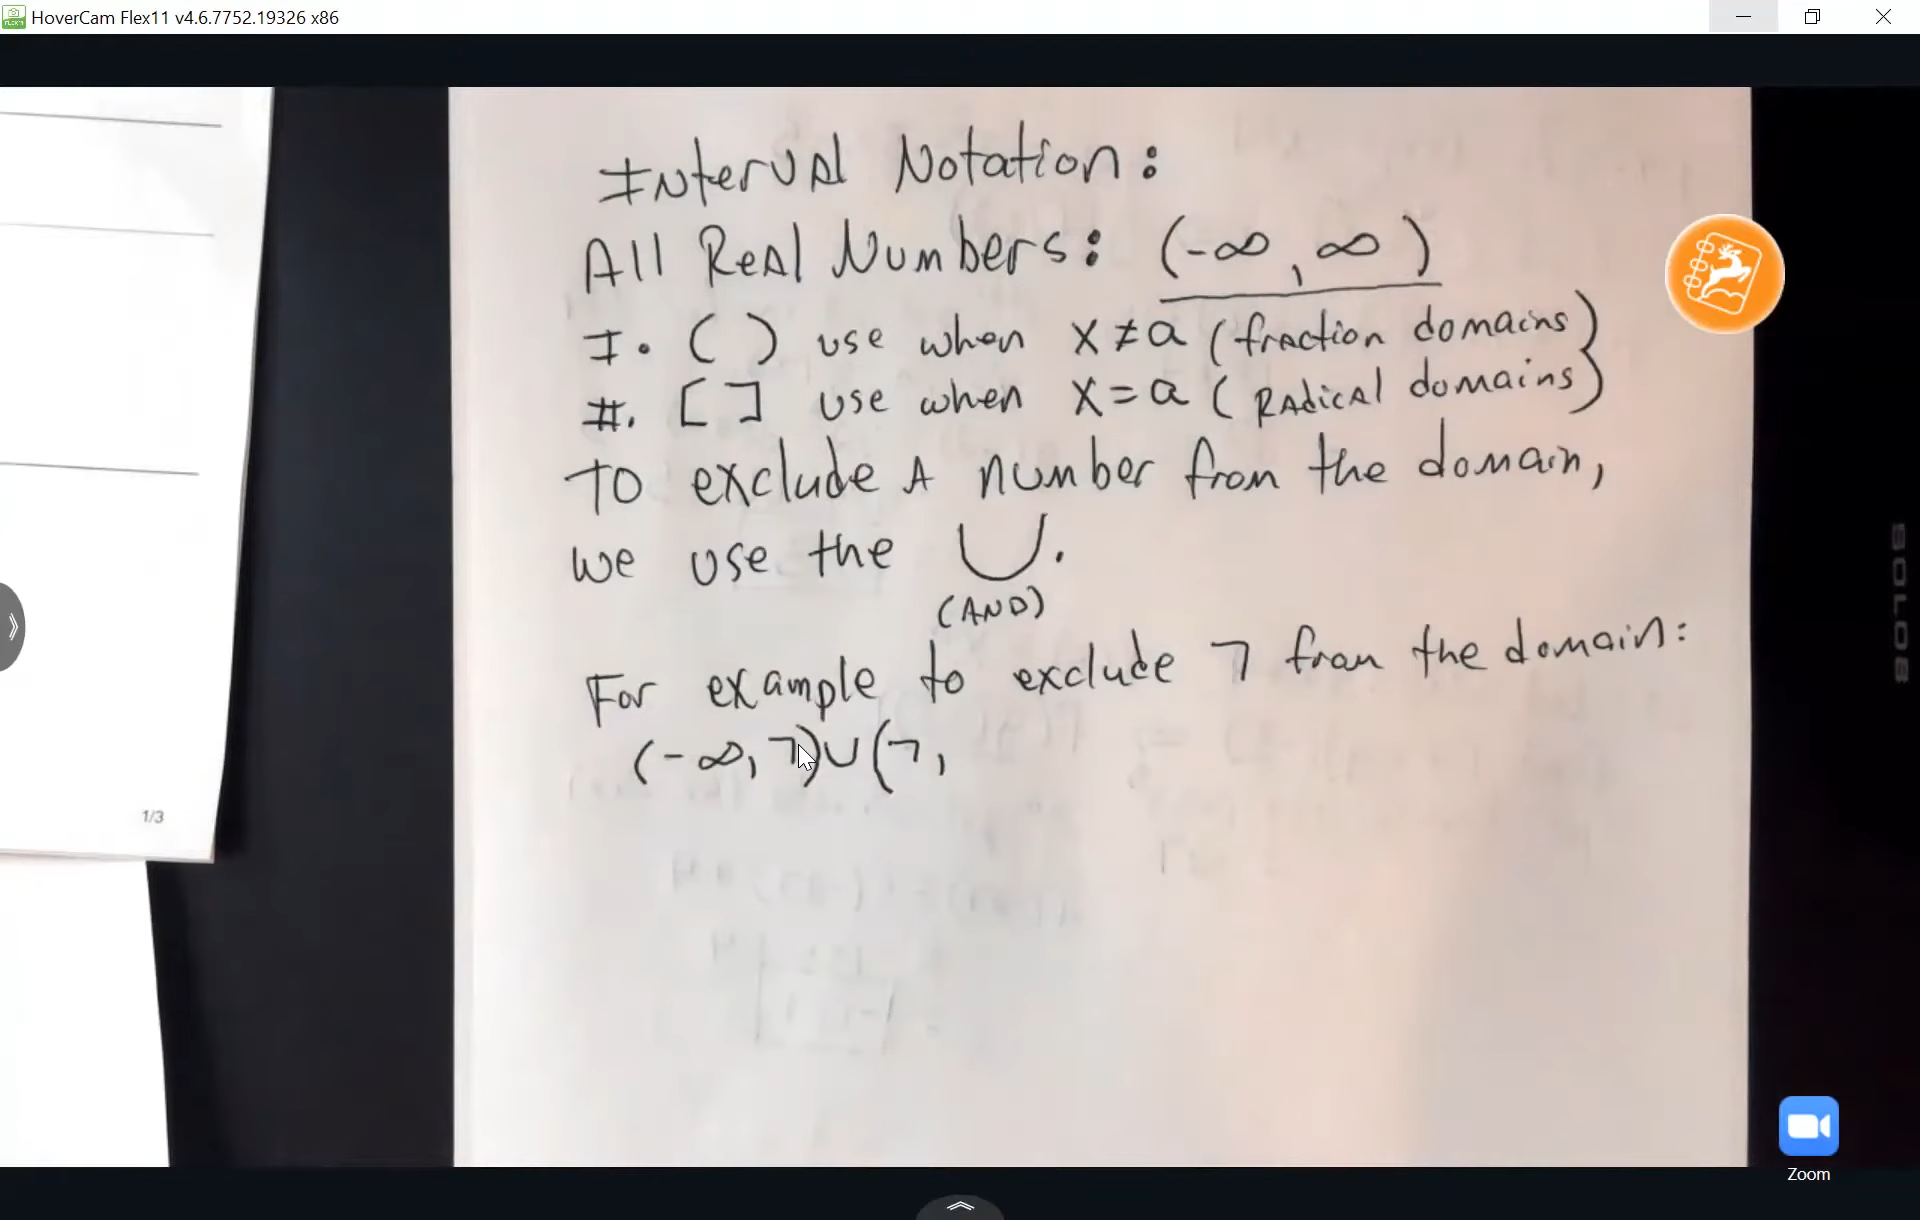 HoverCam Flex11 v4.6.7752.19326 x86
Interval Notation:
All Real Numbers: (-∞, ∞)
I. ( ) use when x ≠ a (fraction domains)
II. [ ] use when x = a (Radical domains)
To exclude A number from the domain,
we use the ∪.
(AND)
For example to exclude 7 from the domain:
(-∞, 7)∪(7,
1/3
SOLO8
Zoom